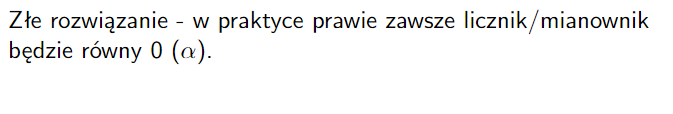 Złe rozwiązanie - w praktyce prawie zawsze licznik/mianownik
będzie równy 0 (α).